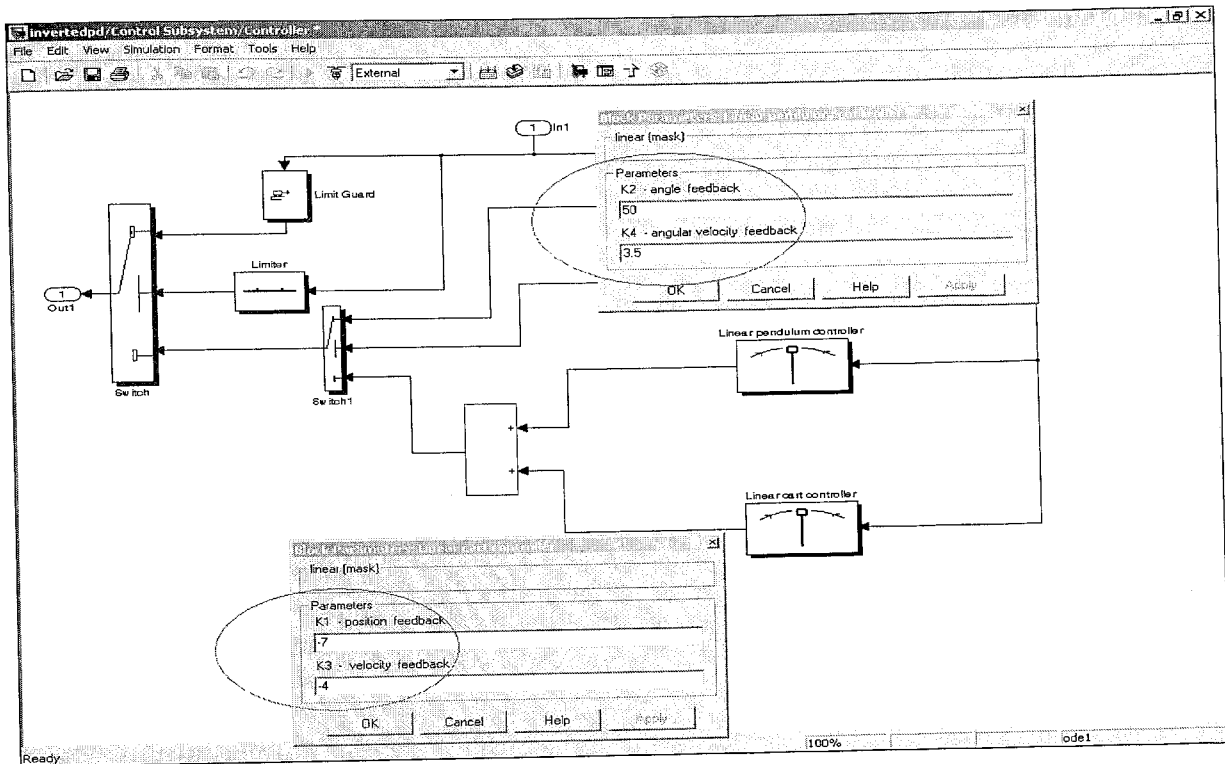 invertedpd/Control Subsystem/Controller *
File Edit View Simulation Format Tools Help
External
1
In1
Limit Guard
Limiter
1
Out1
Switch
Switch1
linear (mask)
Parameters
K2 - angle feedback
50
K4 - angular velocity feedback
3.5
OK Cancel Help Apply
Linear pendulum controller
+
+
Linear cart controller
linear (mask)
Parameters
K1 - position feedback
-7
K3 - velocity feedback
-4
OK Cancel Help Apply
Ready
100%
ode1